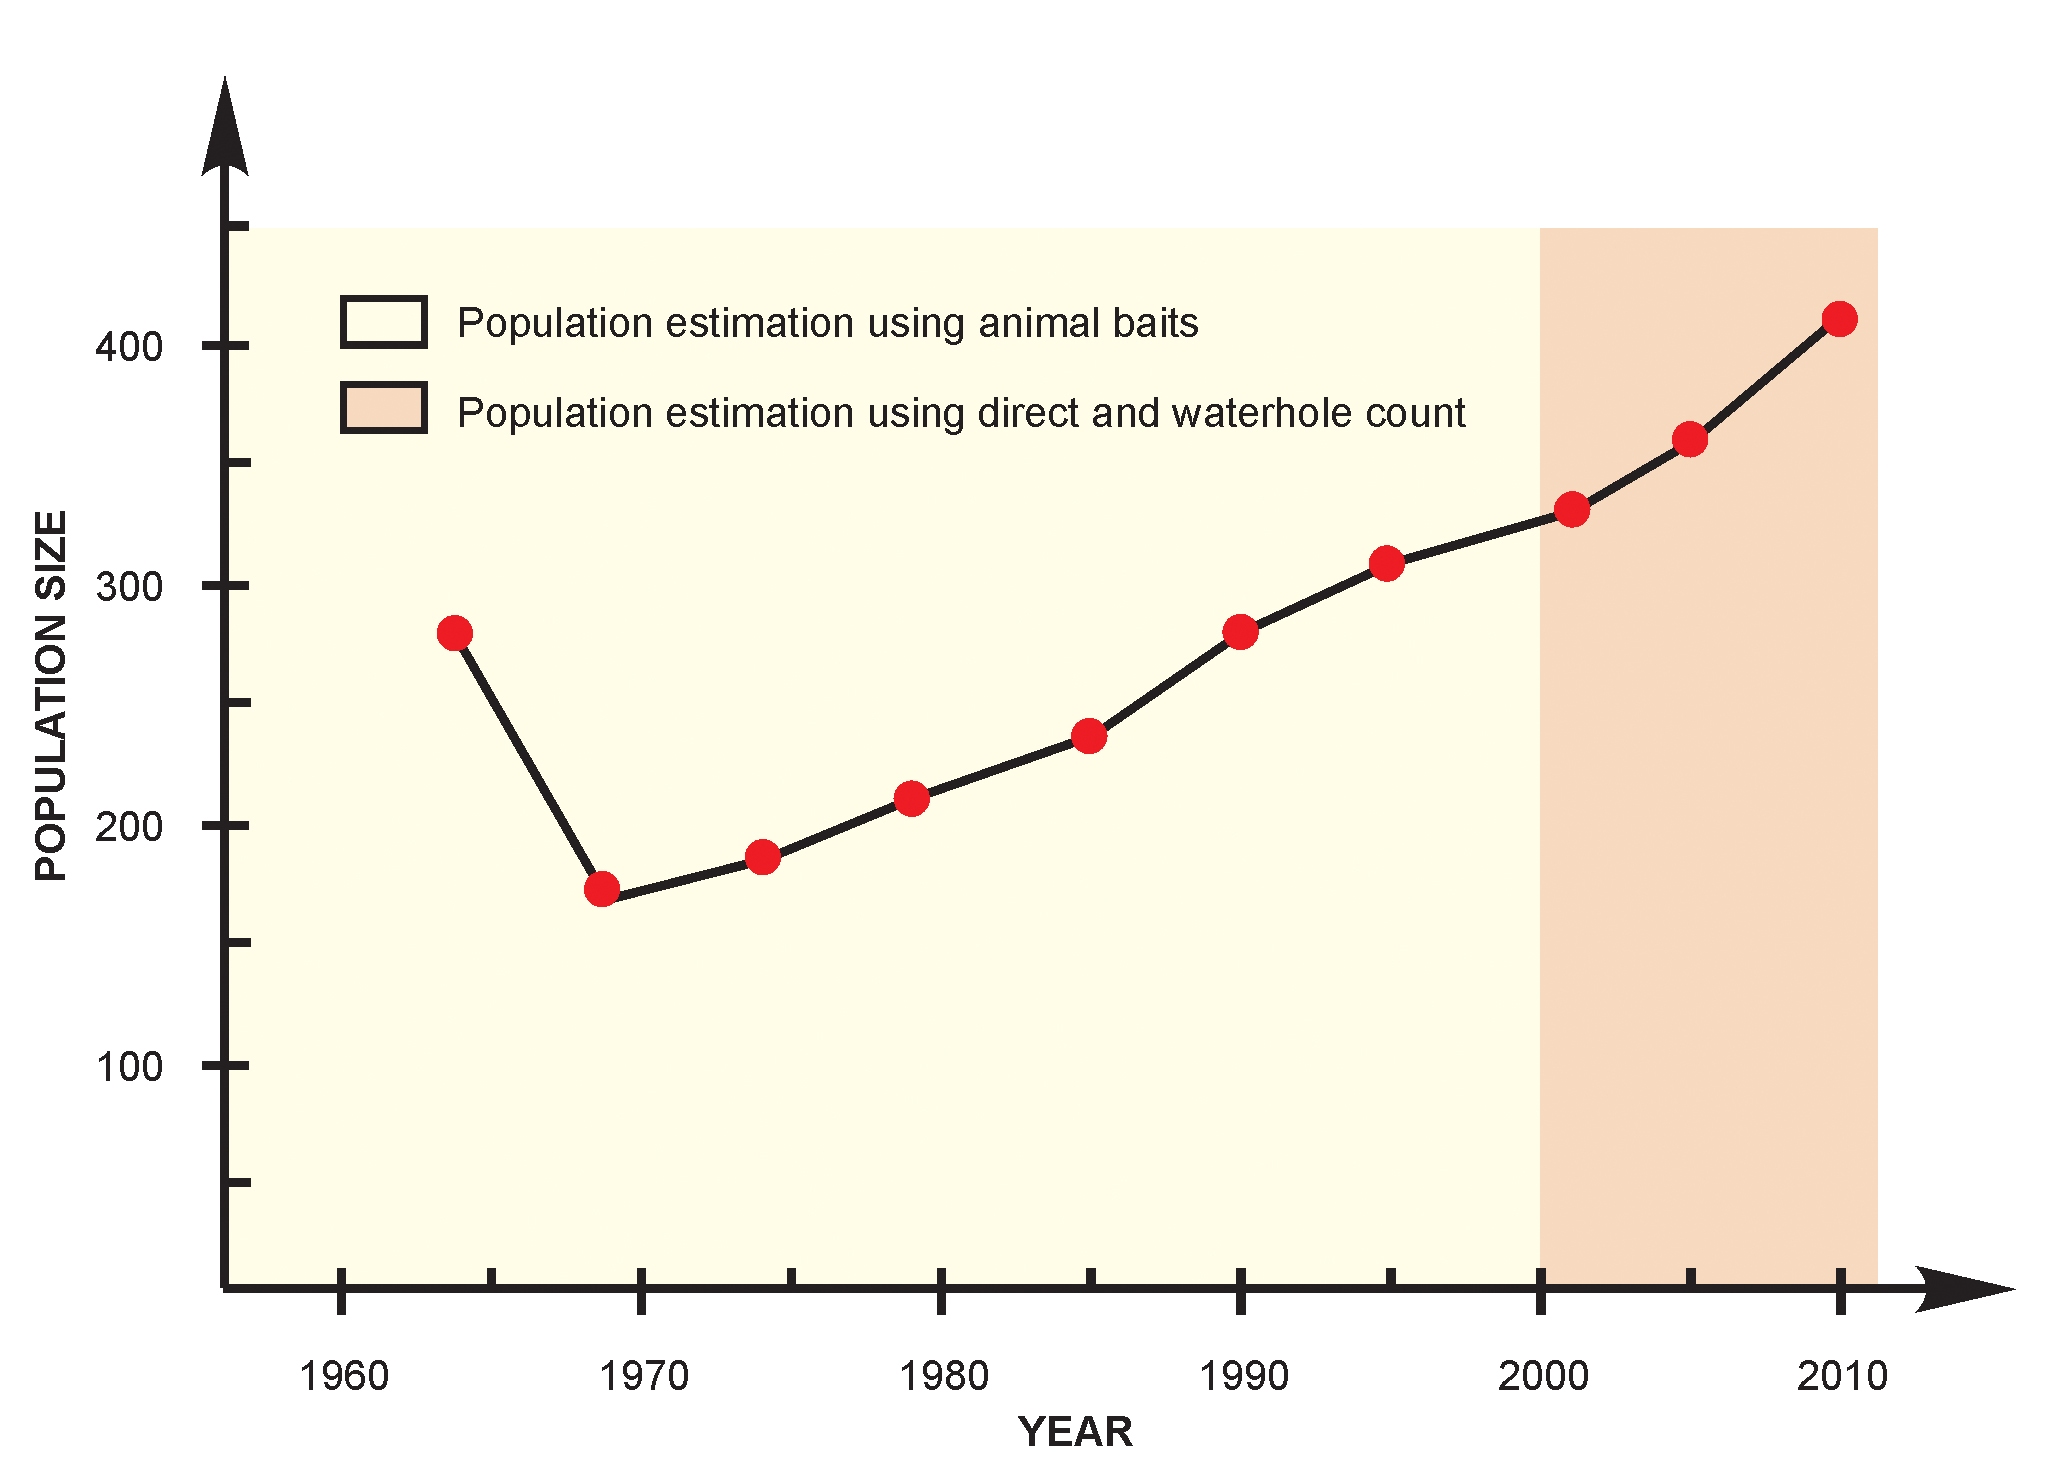 Population estimation using animal baits
Population estimation using direct and waterhole count
POPULATION SIZE
400
300
200
100
1960 1970 1980 1990 2000 2010
YEAR